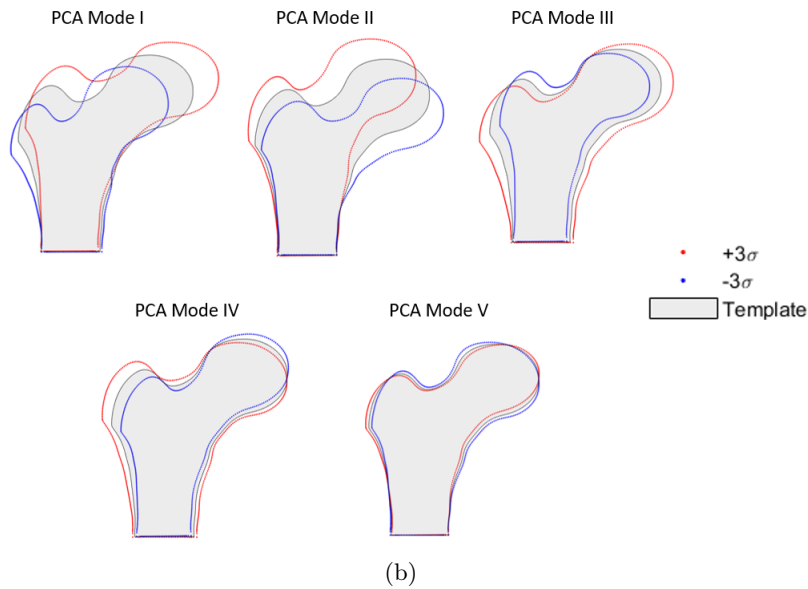 PCA Mode I
PCA Mode II
PCA Mode III
+3σ
-3σ
Template
PCA Mode IV
PCA Mode V
(b)